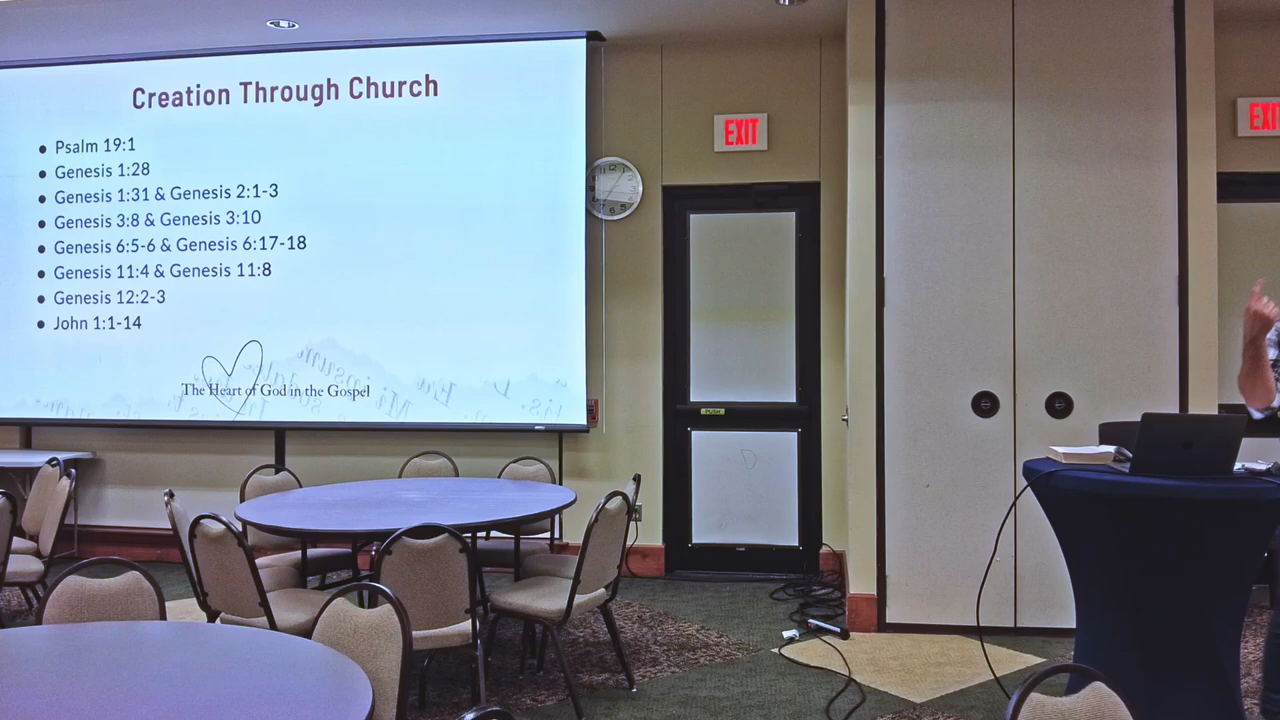 Creation Through Church
Psalm 19:1
Genesis 1:28
Genesis 1:31 & Genesis 2:1-3
Genesis 3:8 & Genesis 3:10
Genesis 6:5-6 & Genesis 6:17-18
Genesis 11:4 & Genesis 11:8
Genesis 12:2-3
John 1:1-14
The Heart of God in the Gospel
EXIT
EXI
PUSH